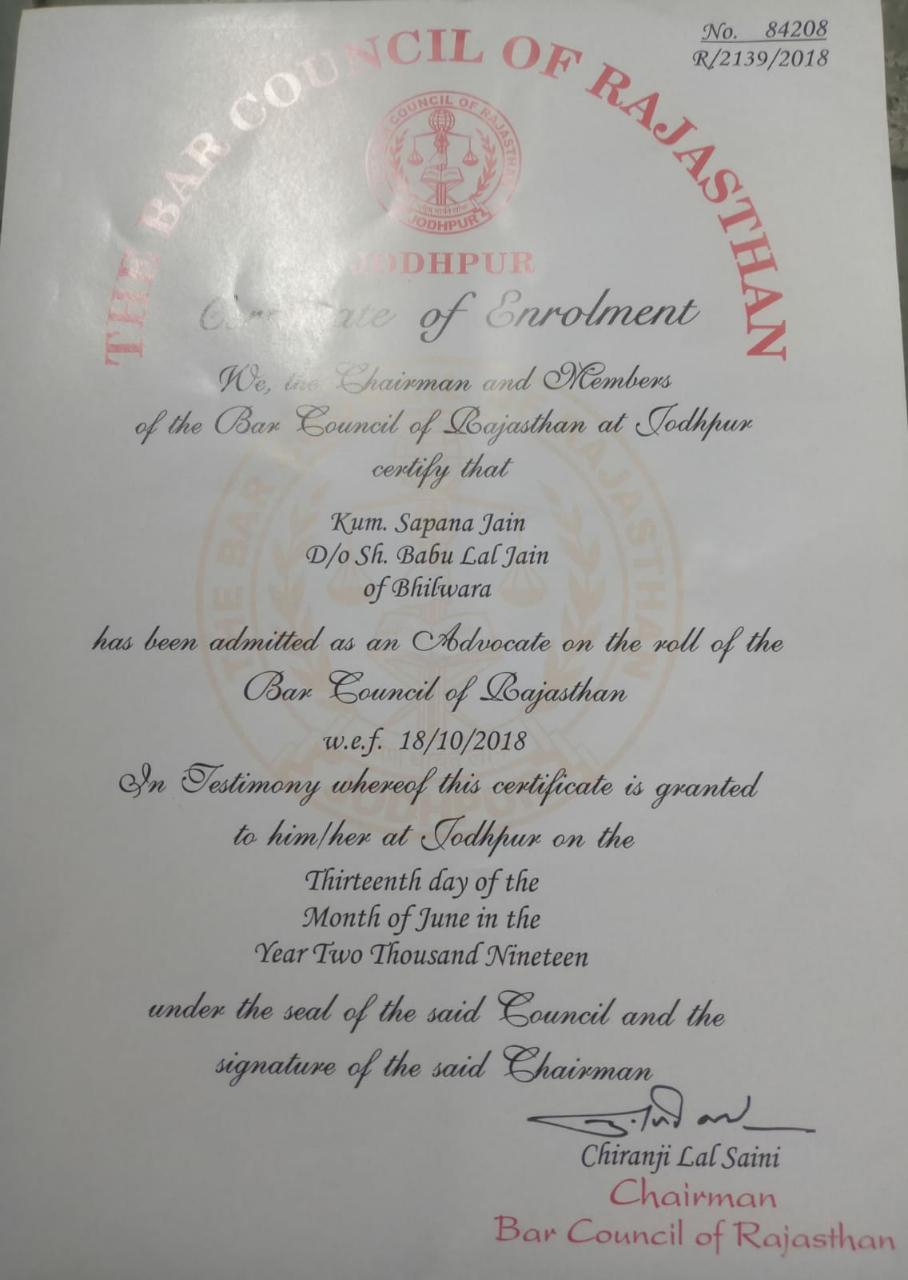 No. 84208
R/2139/2018
THE BAR COUNCIL OF RAJASTHAN
COUNCIL OF RAJASTHAN
JODHPUR
JODHPUR
Certificate of Enrolment
We, the Chairman and Members
of the Bar Council of Rajasthan at Jodhpur
certify that
Kum. Sapana Jain
D/o Sh. Babu Lal Jain
of Bhilwara
has been admitted as an Advocate on the roll of the
Bar Council of Rajasthan
w.e.f. 18/10/2018
In Testimony whereof this certificate is granted
to him/her at Jodhpur on the
Thirteenth day of the
Month of June in the
Year Two Thousand Nineteen
under the seal of the said Council and the
signature of the said Chairman
Chiranji Lal Saini
Chairman
Bar Council of Rajasthan